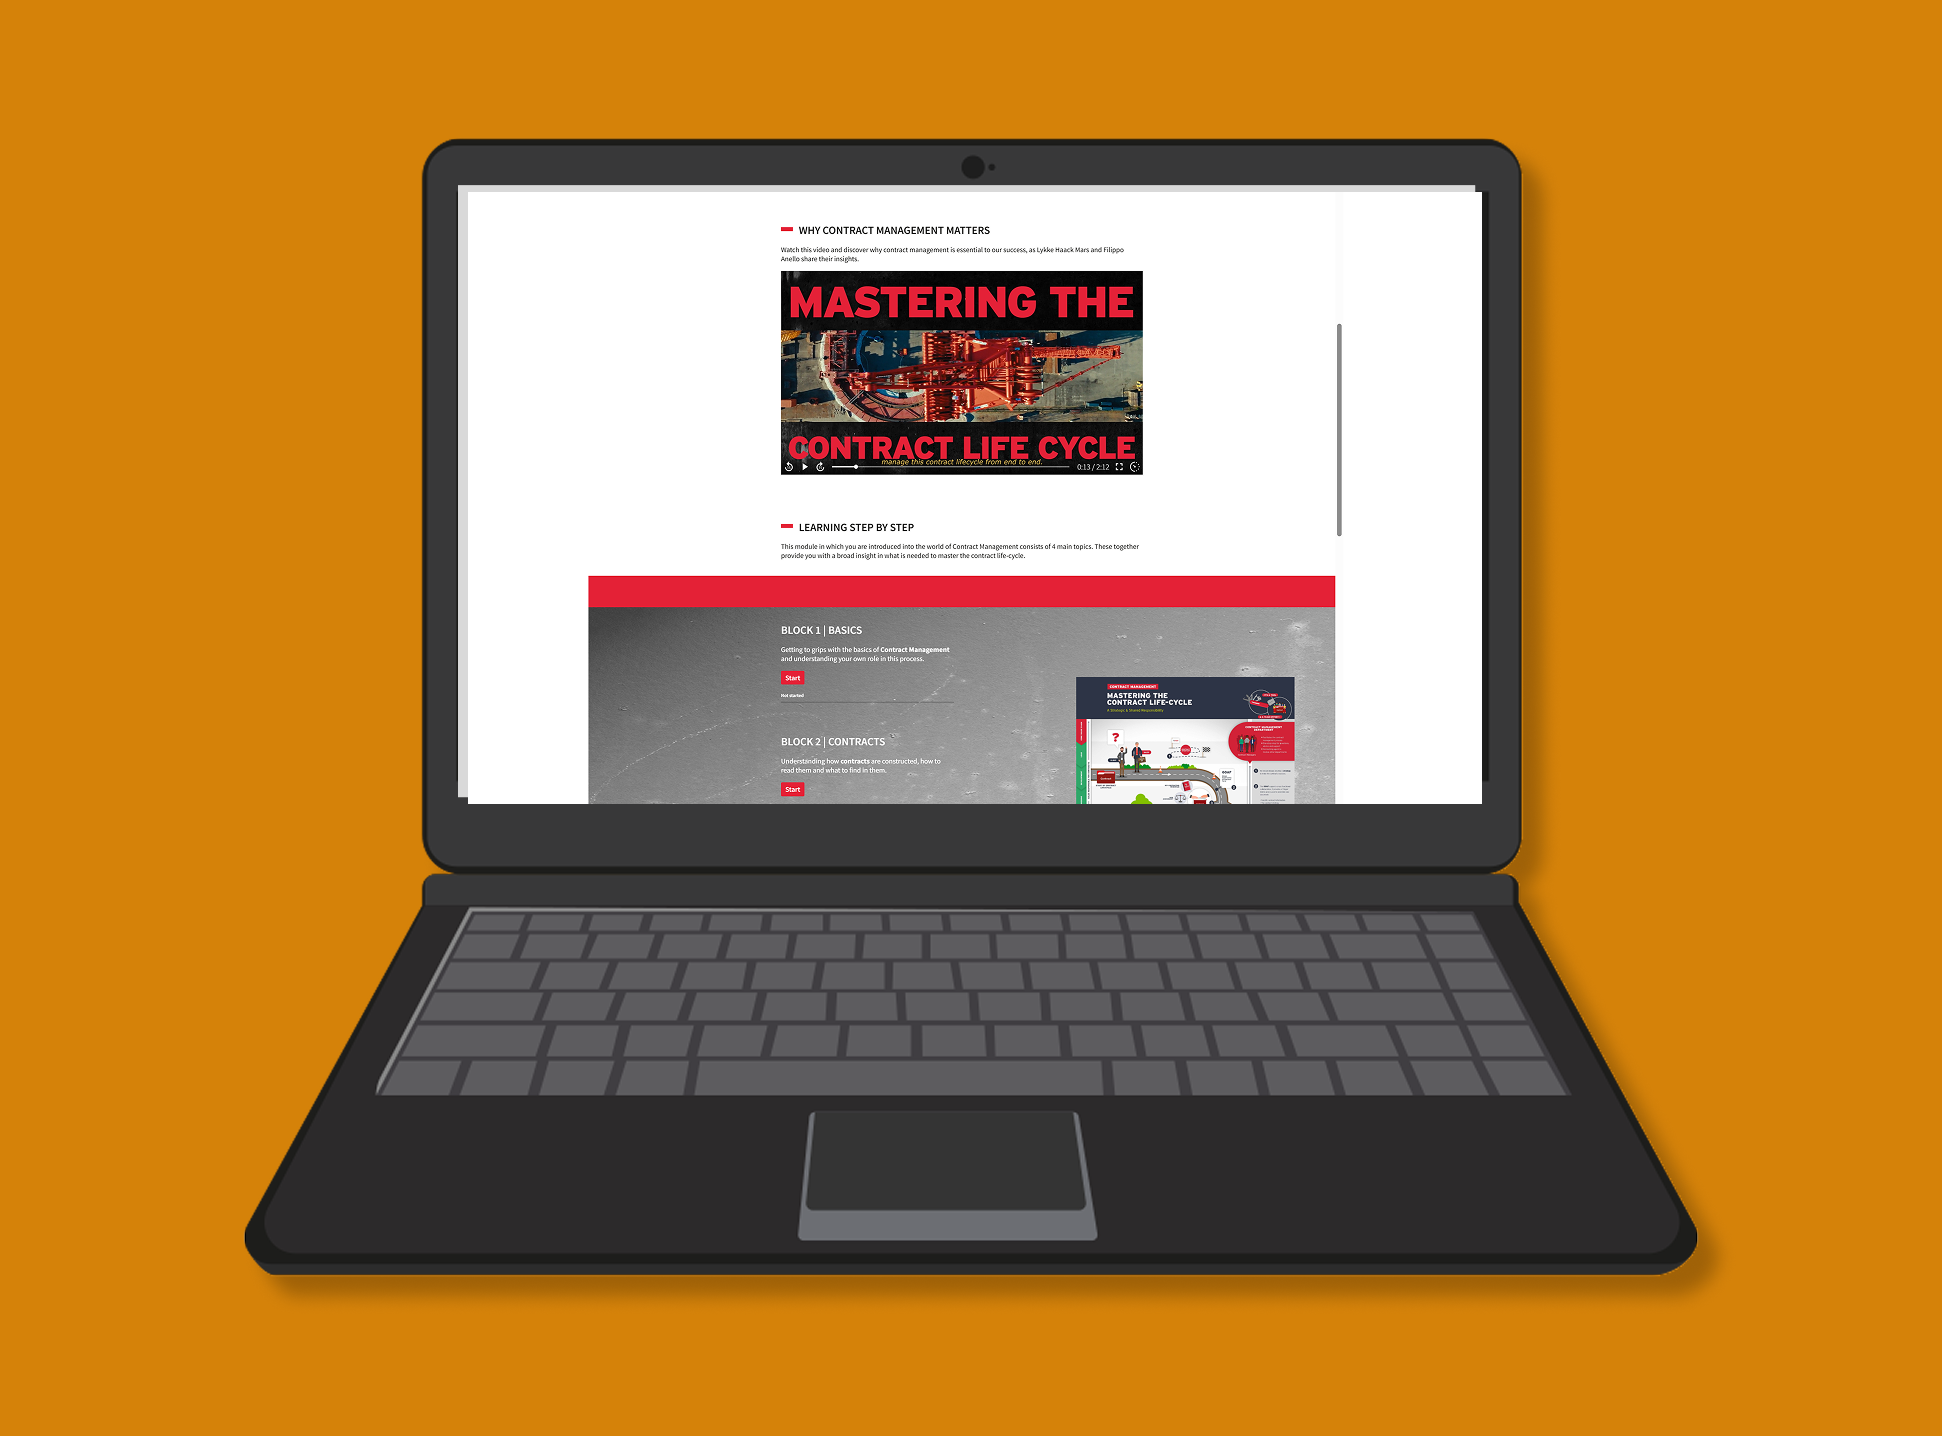 WHY CONTRACT MANAGEMENT MATTERS
Watch this video and discover why contract management is essential to our success, as Lykke Haack Mars and Filippo
Anello share their insights.
MASTERING THE
CONTRACT LIFE CYCLE
manage this contract lifecycle from end to end.
0:13 / 2:12
LEARNING STEP BY STEP
This module in which you are introduced into the world of Contract Management consists of 4 main topics. These together
provide you with a broad insight in what is needed to master the contract life-cycle.
BLOCK 1 | BASICS
Getting to grips with the basics of Contract Management
and understanding your own role in this process.
Start
Not started
BLOCK 2 | CONTRACTS
Understanding how contracts are constructed, how to
read them and what to find in them.
Start
CONTRACT MANAGEMENT
MASTERING THE
CONTRACT LIFE-CYCLE
A Strategic & Shared Responsibility
CONTRACT MANAGEMENT
DEPARTMENT
?